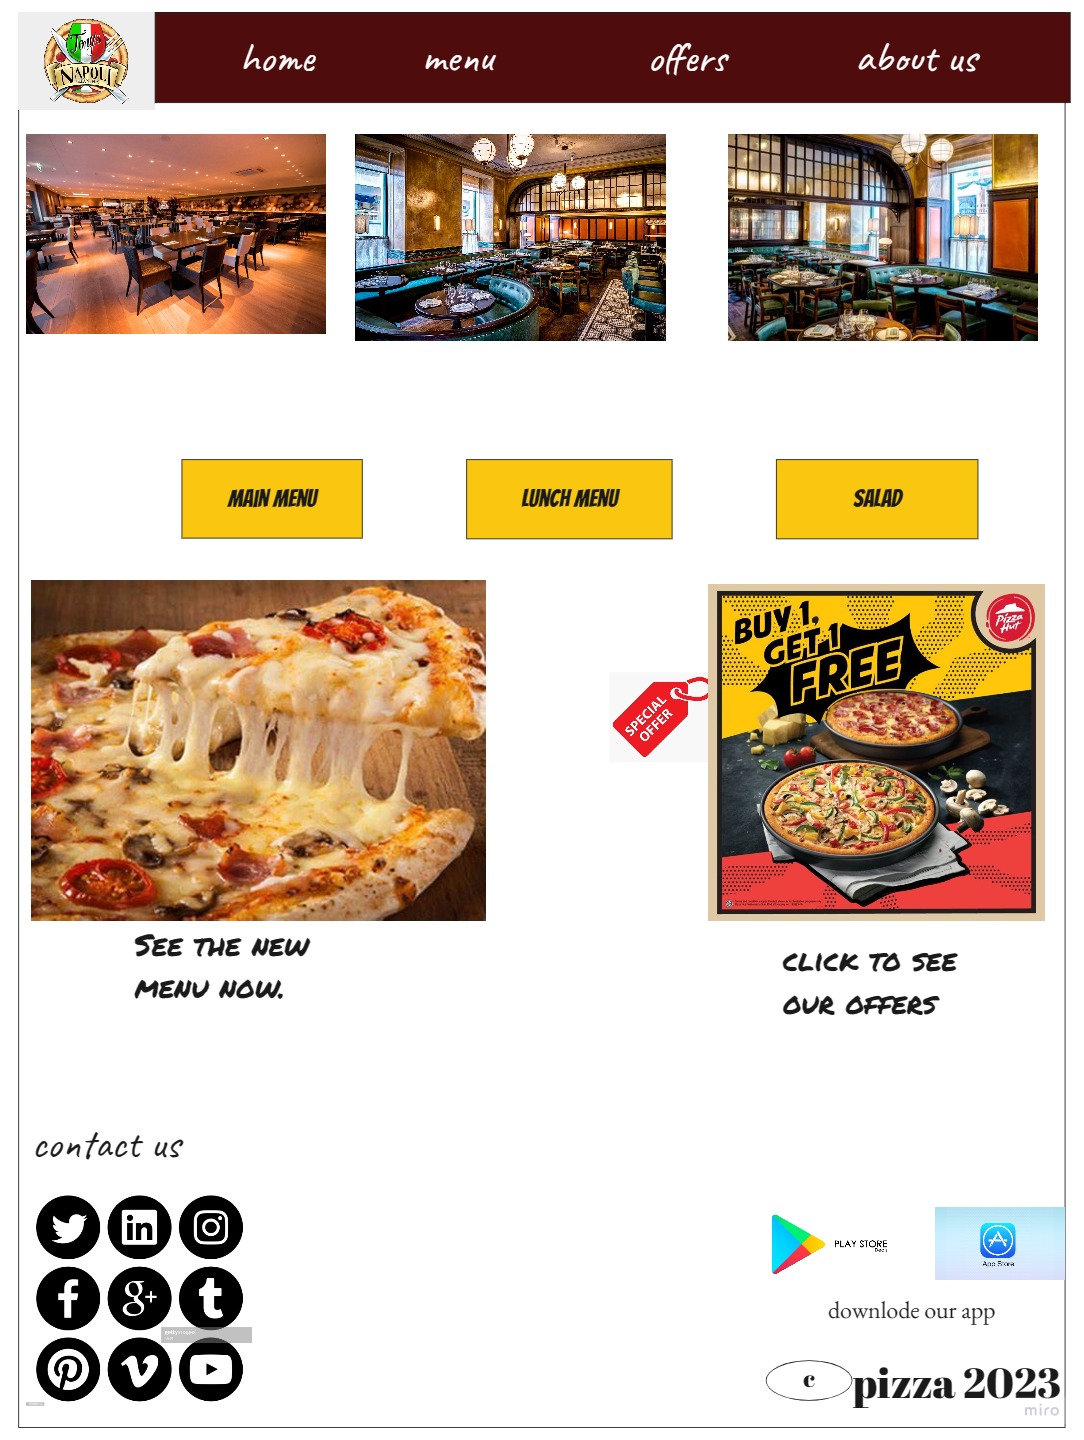 Tony's
NAPOLI
home
menu
offers
about us
MAIN MENU
LUNCH MENU
SALAD
BUY 1,
GET 1
FREE
Pizza
Hut
SPECIAL
OFFER
SEE THE NEW
MENU NOW.
CLICK TO SEE
OUR OFFERS
contact us
PLAY STORE
App Store
gettyimages
downlode our app
c
pizza 2023
miro